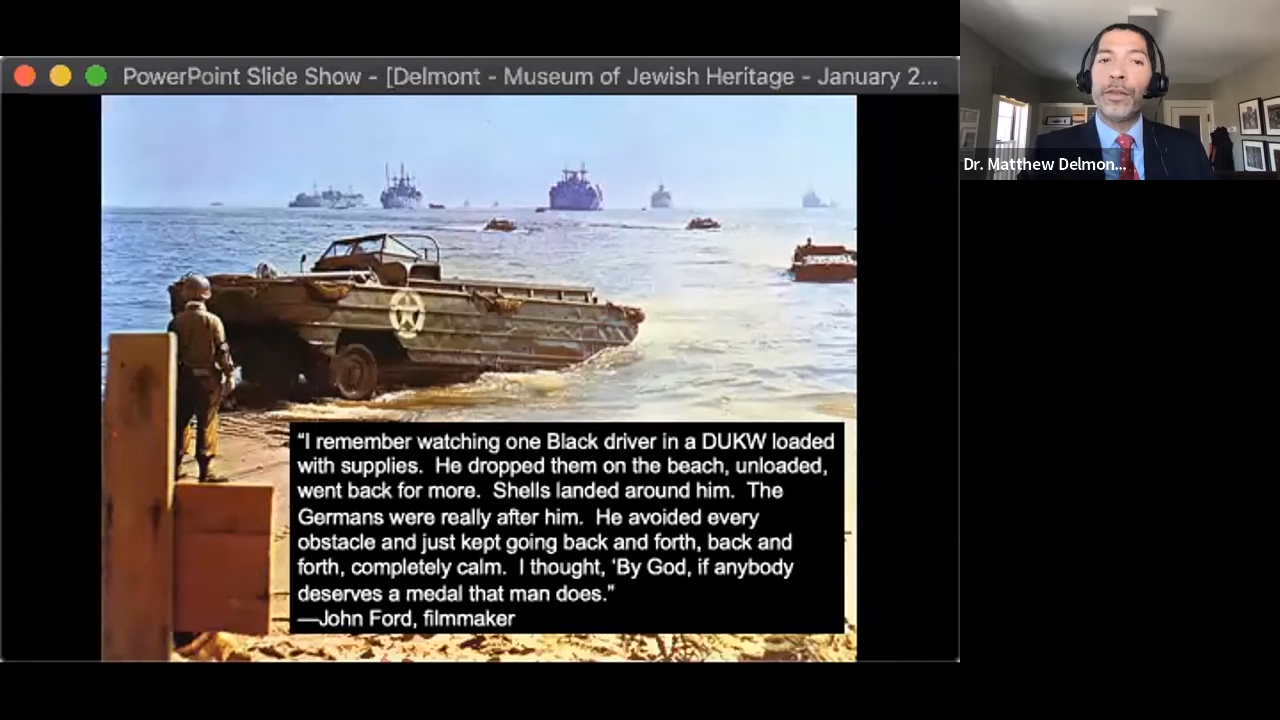 PowerPoint Slide Show - [Delmont - Museum of Jewish Heritage - January 2...
Dr. Matthew Delmon...
“I remember watching one Black driver in a DUKW loaded
with supplies.  He dropped them on the beach, unloaded,
went back for more.  Shells landed around him.  The
Germans were really after him.  He avoided every
obstacle and just kept going back and forth, back and
forth, completely calm.  I thought, ‘By God, if anybody
deserves a medal that man does.”
—John Ford, filmmaker